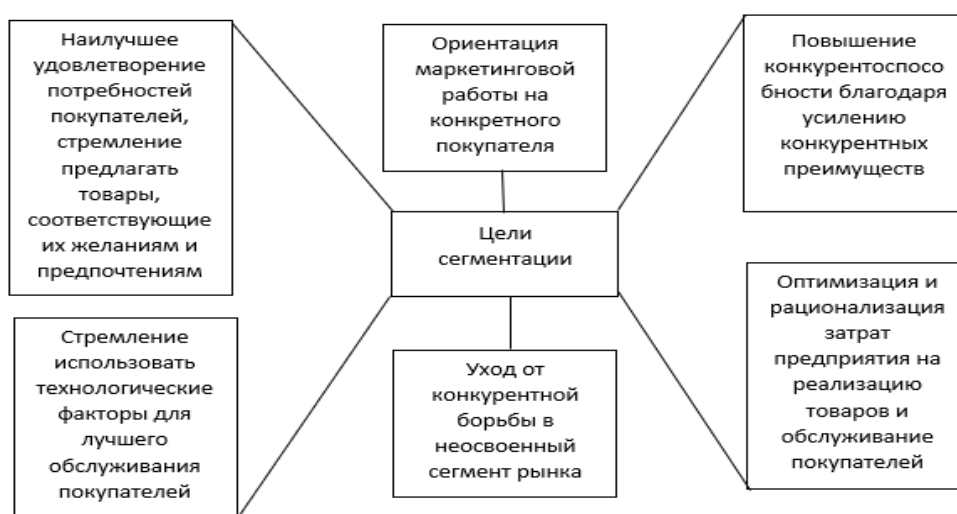 Наилучшее
удовлетворение
потребностей
покупателей,
стремление
предлагать
товары,
соответствующие
их желаниям и
предпочтениям
Ориентация
маркетинговой
работы на
конкретного
покупателя
Повышение
конкурентоспосо
бности благодаря
усилению
конкурентных
преимуществ
Цели
сегментации
Стремление
использовать
технологические
факторы для
лучшего
обслуживания
покупателей
Уход от
конкурентной
борьбы в
неосвоенный
сегмент рынка
Оптимизация и
рационализация
затрат
предприятия на
реализацию
товаров и
обслуживание
покупателей